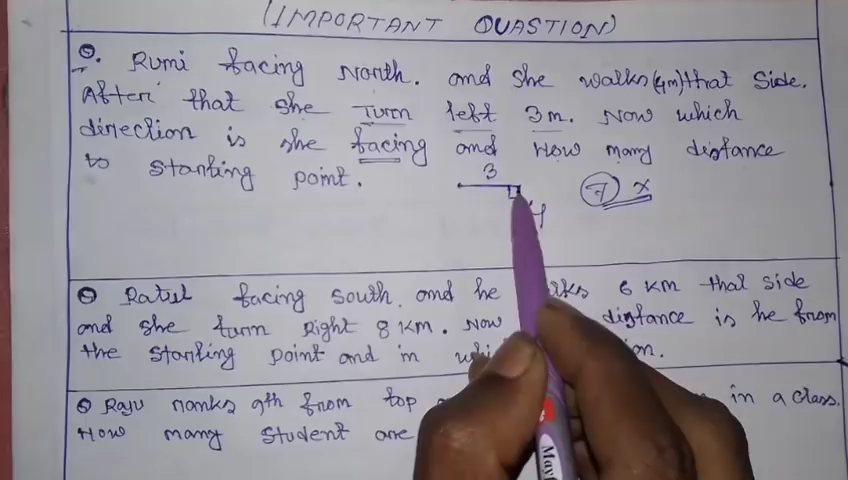 (IMPORTANT QUASTION)
Q. Rumi facing North. and she walks (4m) that side.
After that she Turn left 3m. Now which
direction is she facing and How many distance
to starting point.
3
7 x
4
Q Ratul facing south. and he 6 KM that side
and she turn Right 8 KM. Now distance is he from
the starting point and in
Q Raju ranks 9th from top in a class.
How many student are
May